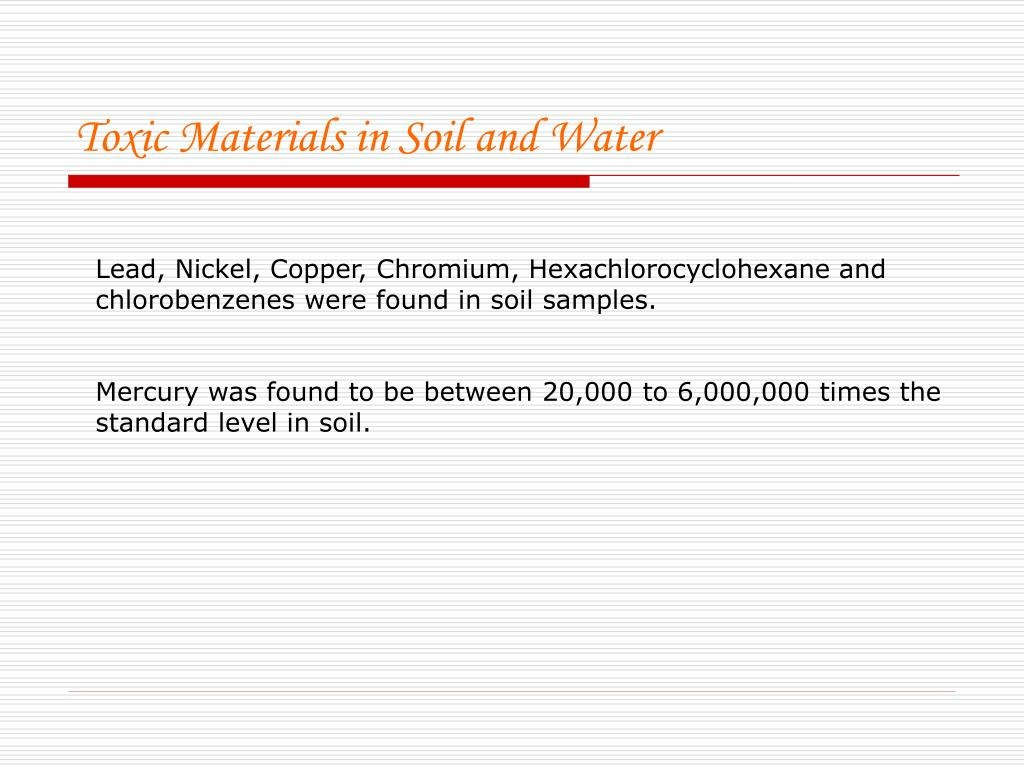 Toxic Materials in Soil and Water
Lead, Nickel, Copper, Chromium, Hexachlorocyclohexane and
chlorobenzenes were found in soil samples.
Mercury was found to be between 20,000 to 6,000,000 times the
standard level in soil.